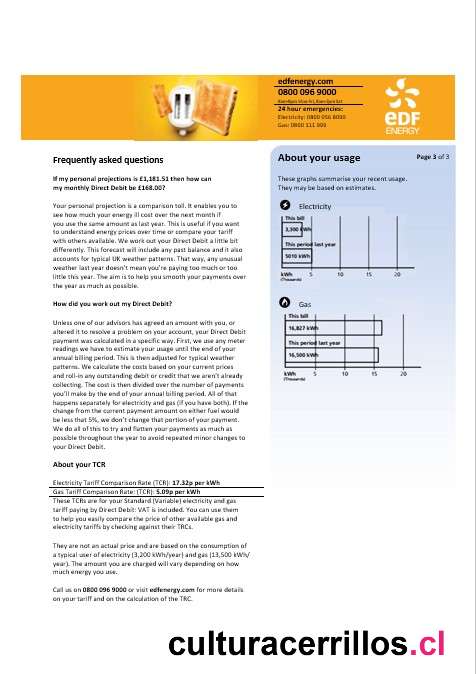 edfenergy.com
0800 096 9000
8am-8pm Mon-Fri, 8am-2pm Sat
24 hour emergencies:
Electricity: 0800 056 8090
Gas: 0800 111 999
eDF
ENERGY
Frequently asked questions
If my personal projections is £1,181.51 then how can
my monthly Direct Debit be £168.00?
Your personal projection is a comparison toll. It enables you to
see how much your energy ill cost over the next month if
you use the same amount as last year. This is useful if you want
to understand energy prices over time or compare your tariff
with others available. We work out your Direct Debit a little bit
differently. This forecast will include any past balance and it also
accounts for typical UK weather patterns. That way, any unusual
weather last year doesn't mean you're paying too much or too
little this year. The aim is to help you smooth your payments over
the year as much as possible.
How did you work out my Direct Debit?
Unless one of our advisors has agreed an amount with you, or
altered it to resolve a problem on your account, your Direct Debit
payment was calculated in a specific way. First, we use any meter
readings we have to estimate your usage until the end of your
annual billing period. This is then adjusted for typical weather
patterns. We calculate the costs based on your current prices
and roll-in any outstanding debit or credit that we aren't already
collecting. The cost is then divided over the number of payments
you'll make by the end of your annual billing period. All of that
happens separately for electricity and gas (if you have both). If the
change from the current payment amount on either fuel would
be less that 5%, we don't change that portion of your payment.
We do all of this to try and flatten your payments as much as
possible throughout the year to avoid repeated minor changes to
your Direct Debit.
About your TCR
Electricity Tariff Comparison Rate (TCR): 17.32p per kWh
Gas Tariff Comparison Rate: (TCR): 5.09p per kWh
These TCRs are for your Standard (Variable) electricity and gas
tariff paying by Direct Debit: VAT is included. You can use them
to help you easily compare the price of other available gas and
electricity tariffs by checking against their TRCs.
They are not an actual price and are based on the consumption of
a typical user of electricity (3,200 kWh/year) and gas (13,500 kWh/
year). The amount you are charged will vary depending on how
much energy you use.
Call us on 0800 096 9000 or visit edfenergy.com for more details
on your tariff and on the calculation of the TRC.
About your usage
Page 3 of 3
These graphs summarise your recent usage.
They may be based on estimates.
Electricity
This bill
3,300 kWh
This period last year
5010 kWh
kWh 5 10 15 20
(Thousands)
Gas
This bill
16,827 kWh
This period last year
16,500 kWh
kWh 5 10 15 20
(Thousands)
culturacerrillos.cl